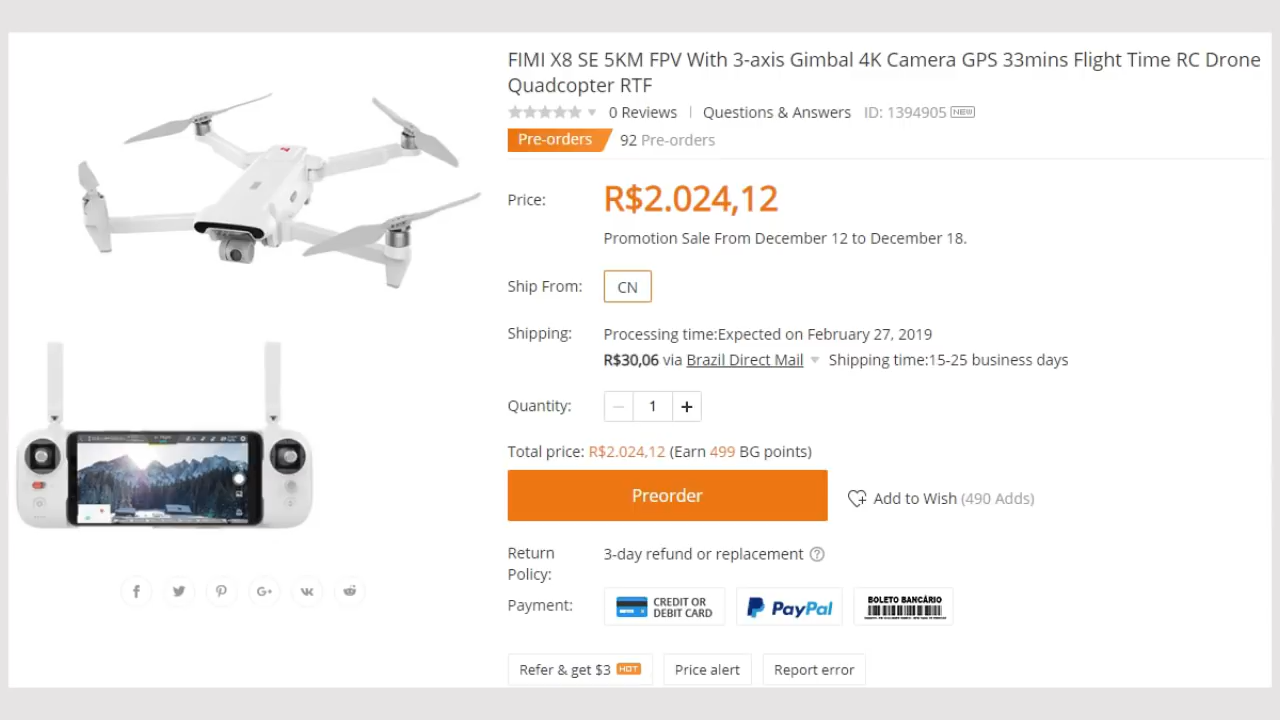 FIMI X8 SE 5KM FPV With 3-axis Gimbal 4K Camera GPS 33mins Flight Time RC Drone
Quadcopter RTF
0 Reviews Questions & Answers ID: 1394905 NEW
Pre-orders 92 Pre-orders
Price: R$2.024,12
Promotion Sale From December 12 to December 18.
Ship From: CN
Shipping: Processing time:Expected on February 27, 2019
R$30,06 via Brazil Direct Mail Shipping time:15-25 business days
Quantity: 1
Total price: R$2.024,12 (Earn 499 BG points)
Preorder Add to Wish (490 Adds)
Return Policy: 3-day refund or replacement
Payment: CREDIT OR DEBIT CARD PayPal BOLETO BANCÁRIO
Refer & get $3 HOT Price alert Report error